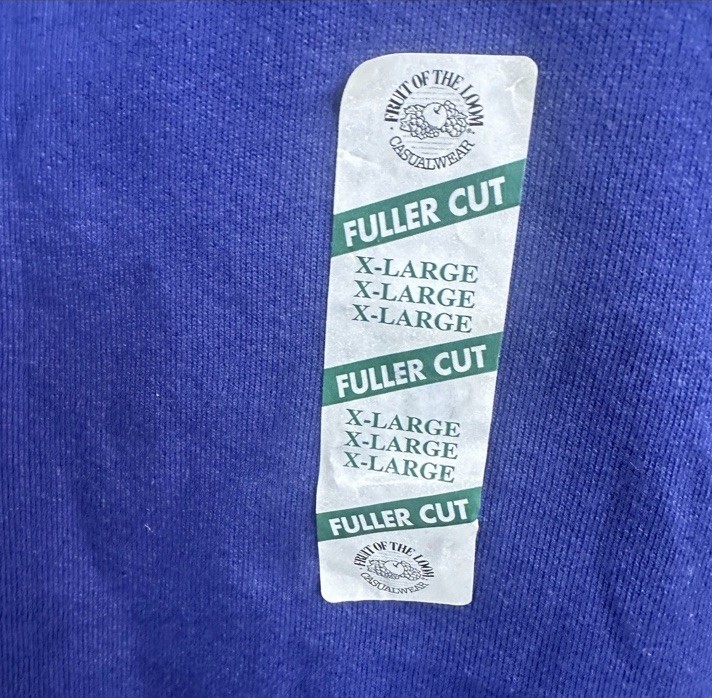 FRUIT OF THE LOOM
CASUALWEAR
FULLER CUT
X-LARGE
X-LARGE
X-LARGE
FULLER CUT
X-LARGE
X-LARGE
X-LARGE
FULLER CUT
FRUIT OF THE LOOM
CASUALWEAR